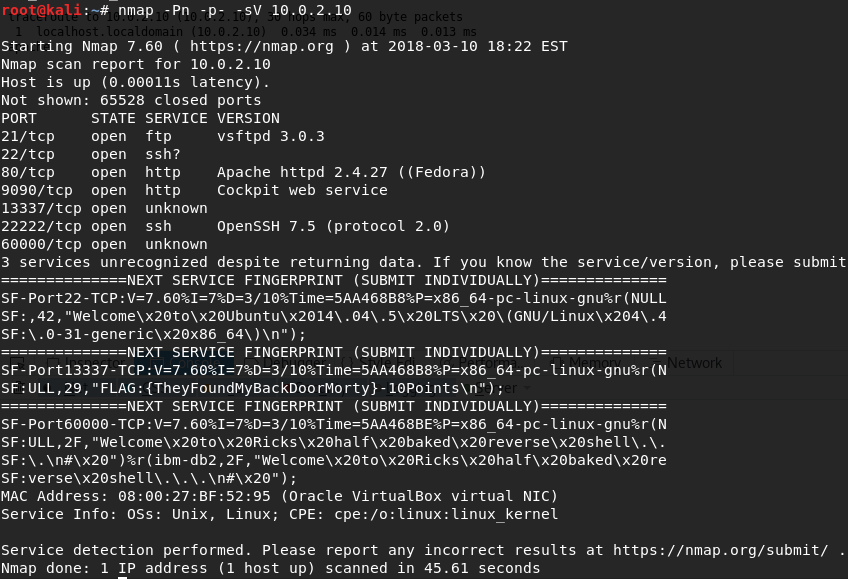 root@kali:~# nmap -Pn -p- -sV 10.0.2.10
traceroute to 10.0.2.10 (10.0.2.10), 30 hops max, 60 byte packets
1 localhost.localdomain (10.0.2.10) 0.034 ms 0.014 ms 0.013 ms
Starting Nmap 7.60 ( https://nmap.org ) at 2018-03-10 18:22 EST
Nmap scan report for 10.0.2.10
Host is up (0.00011s latency).
Not shown: 65528 closed ports
PORT      STATE SERVICE VERSION
21/tcp    open  ftp     vsftpd 3.0.3
22/tcp    open  ssh?
80/tcp    open  http    Apache httpd 2.4.27 ((Fedora))
9090/tcp  open  http    Cockpit web service
13337/tcp open  unknown
22222/tcp open  ssh     OpenSSH 7.5 (protocol 2.0)
60000/tcp open  unknown
3 services unrecognized despite returning data. If you know the service/version, please submit
==============NEXT SERVICE FINGERPRINT (SUBMIT INDIVIDUALLY)==============
SF-Port22-TCP:V=7.60%I=7%D=3/10%Time=5AA468B8%P=x86_64-pc-linux-gnu%r(NULL
SF:,42,"Welcome\x20to\x20Ubuntu\x2014\.04\.5\x20LTS\x20\(GNU/Linux\x204\.4
SF:\.0-31-generic\x20x86_64\)\n");
==============NEXT SERVICE FINGERPRINT (SUBMIT INDIVIDUALLY)==============
Inspector Debugger Style Edi Performa Memory Network
SF-Port13337-TCP:V=7.60%I=7%D=3/10%Time=5AA468B8%P=x86_64-pc-linux-gnu%r(N
SF:ULL,29,"FLAG:{TheyFoundMyBackDoorMorty}-10Points\n");
==============NEXT SERVICE FINGERPRINT (SUBMIT INDIVIDUALLY)==============
SF-Port60000-TCP:V=7.60%I=7%D=3/10%Time=5AA468BE%P=x86_64-pc-linux-gnu%r(N
SF:ULL,2F,"Welcome\x20to\x20Ricks\x20half\x20baked\x20reverse\x20shell\.\.
SF:\.\n#\x20")%r(ibm-db2,2F,"Welcome\x20to\x20Ricks\x20half\x20baked\x20re
SF:verse\x20shell\.\.\.\n#\x20");
MAC Address: 08:00:27:BF:52:95 (Oracle VirtualBox virtual NIC)
Service Info: OSs: Unix, Linux; CPE: cpe:/o:linux:linux_kernel
Service detection performed. Please report any incorrect results at https://nmap.org/submit/ .
Nmap done: 1 IP address (1 host up) scanned in 45.61 seconds